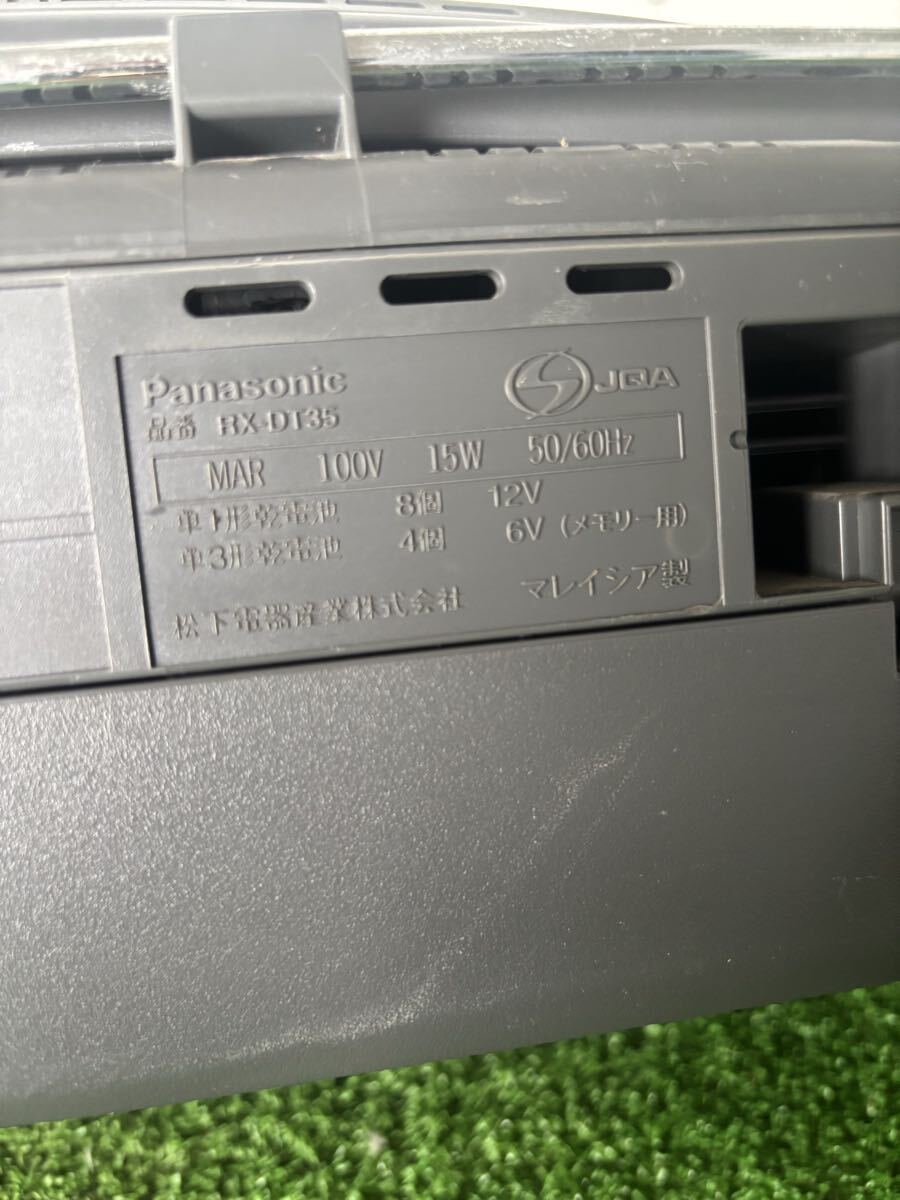 Panasonic
JQA
品番 RX-DT35
MAR 100V 15W 50/60Hz
単1形乾電池 8個 12V
単3形乾電池 4個 6V (メモリー用)
松下電器産業株式会社 マレイシア製